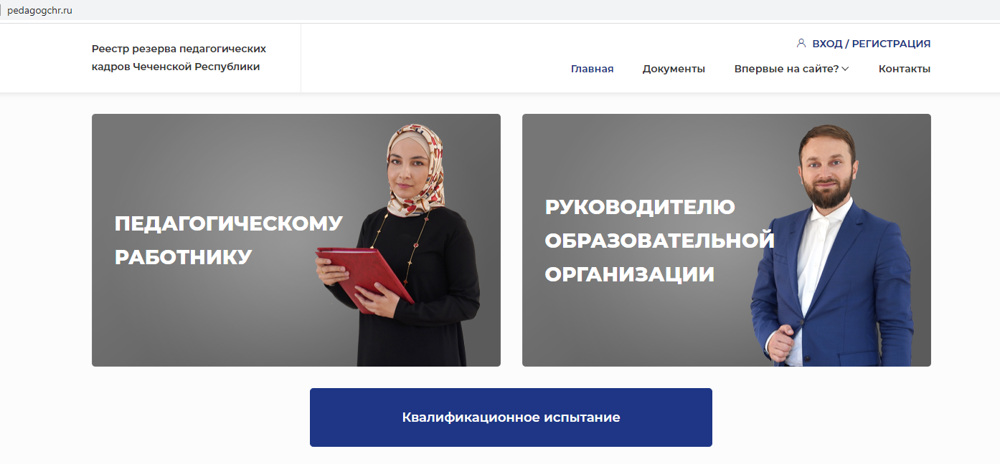 pedagogchr.ru
Реестр резерва педагогических
кадров Чеченской Республики
ВХОД / РЕГИСТРАЦИЯ
Главная Документы Впервые на сайте? Контакты
ПЕДАГОГИЧЕСКОМУ
РАБОТНИКУ
РУКОВОДИТЕЛЮ
ОБРАЗОВАТЕЛЬНОЙ
ОРГАНИЗАЦИИ
Квалификационное испытание